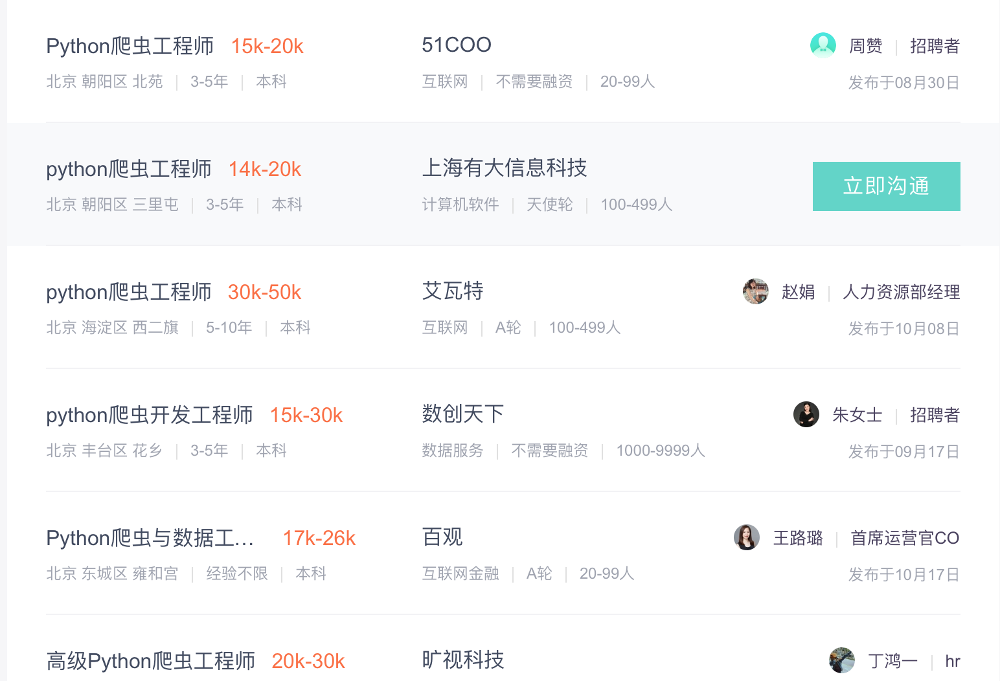 Python爬虫工程师 15k-20k 51COO 周赞 | 招聘者
北京 朝阳区 北苑 | 3-5年 | 本科 互联网 | 不需要融资 | 20-99人 发布于08月30日
python爬虫工程师 14k-20k 上海有大信息科技 立即沟通
北京 朝阳区 三里屯 | 3-5年 | 本科 计算机软件 | 天使轮 | 100-499人
python爬虫工程师 30k-50k 艾瓦特 赵娟 | 人力资源部经理
北京 海淀区 西二旗 | 5-10年 | 本科 互联网 | A轮 | 100-499人 发布于10月08日
python爬虫开发工程师 15k-30k 数创天下 朱女士 | 招聘者
北京 丰台区 花乡 | 3-5年 | 本科 数据服务 | 不需要融资 | 1000-9999人 发布于09月17日
Python爬虫与数据工... 17k-26k 百观 王路璐 | 首席运营官CO
北京 东城区 雍和宫 | 经验不限 | 本科 互联网金融 | A轮 | 20-99人 发布于10月17日
高级Python爬虫工程师 20k-30k 旷视科技 丁鸿一 | hr